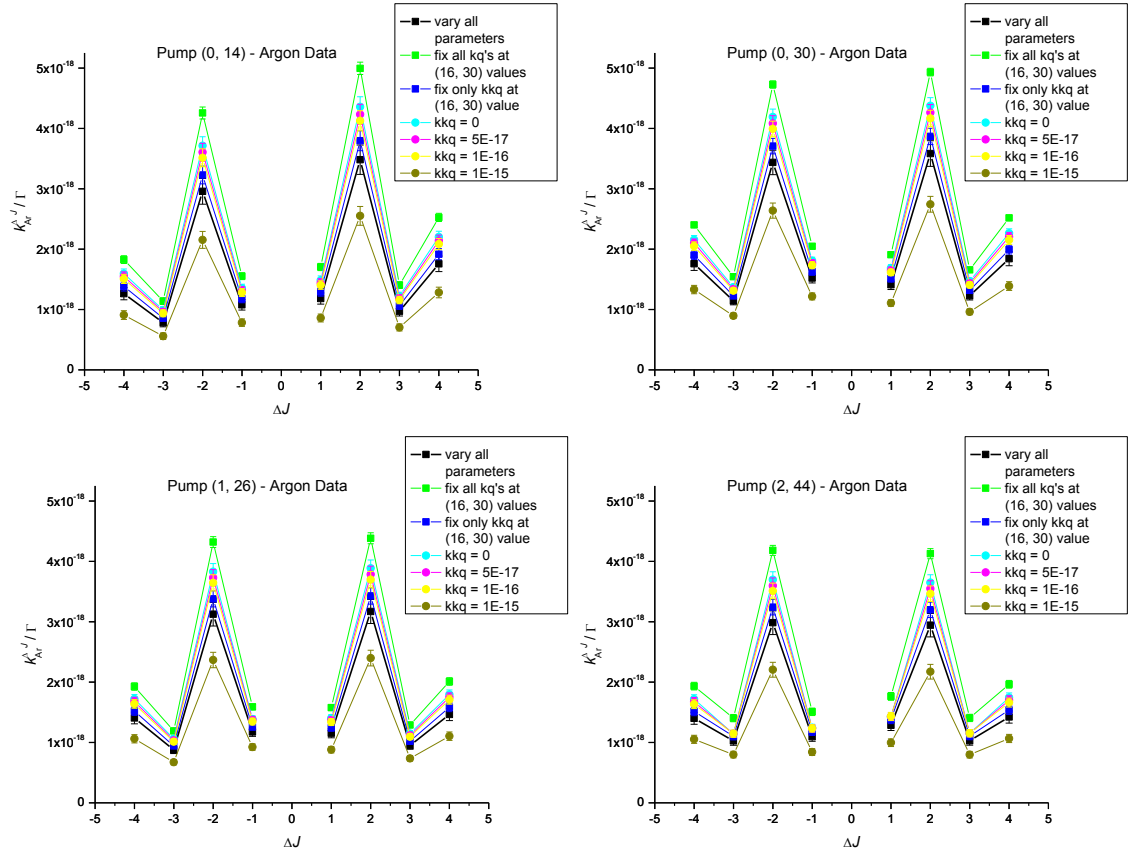 vary all
parameters
fix all kq's at
(16, 30) values
fix only kkq at
(16, 30) value
kkq = 0
kkq = 5E-17
kkq = 1E-16
kkq = 1E-15
Pump (0, 14) - Argon Data
5x10⁻¹⁸
4x10⁻¹⁸
3x10⁻¹⁸
2x10⁻¹⁸
1x10⁻¹⁸
0
-5 -4 -3 -2 -1 0 1 2 3 4 5
ΔJ
k_Ar^ΔJ / Γ
vary all
parameters
fix all kq's at
(16, 30) values
fix only kkq at
(16, 30) value
kkq = 0
kkq = 5E-17
kkq = 1E-16
kkq = 1E-15
Pump (0, 30) - Argon Data
5x10⁻¹⁸
4x10⁻¹⁸
3x10⁻¹⁸
2x10⁻¹⁸
1x10⁻¹⁸
0
-5 -4 -3 -2 -1 0 1 2 3 4 5
ΔJ
k_Ar^ΔJ / Γ
vary all
parameters
fix all kq's at
(16, 30) values
fix only kkq at
(16, 30) value
kkq = 0
kkq = 5E-17
kkq = 1E-16
kkq = 1E-15
Pump (1, 26) - Argon Data
5x10⁻¹⁸
4x10⁻¹⁸
3x10⁻¹⁸
2x10⁻¹⁸
1x10⁻¹⁸
0
-5 -4 -3 -2 -1 0 1 2 3 4 5
ΔJ
k_Ar^ΔJ / Γ
vary all
parameters
fix all kq's at
(16, 30) values
fix only kkq at
(16, 30) value
kkq = 0
kkq = 5E-17
kkq = 1E-16
kkq = 1E-15
Pump (2, 44) - Argon Data
5x10⁻¹⁸
4x10⁻¹⁸
3x10⁻¹⁸
2x10⁻¹⁸
1x10⁻¹⁸
0
-5 -4 -3 -2 -1 0 1 2 3 4 5
ΔJ
k_Ar^ΔJ / Γ